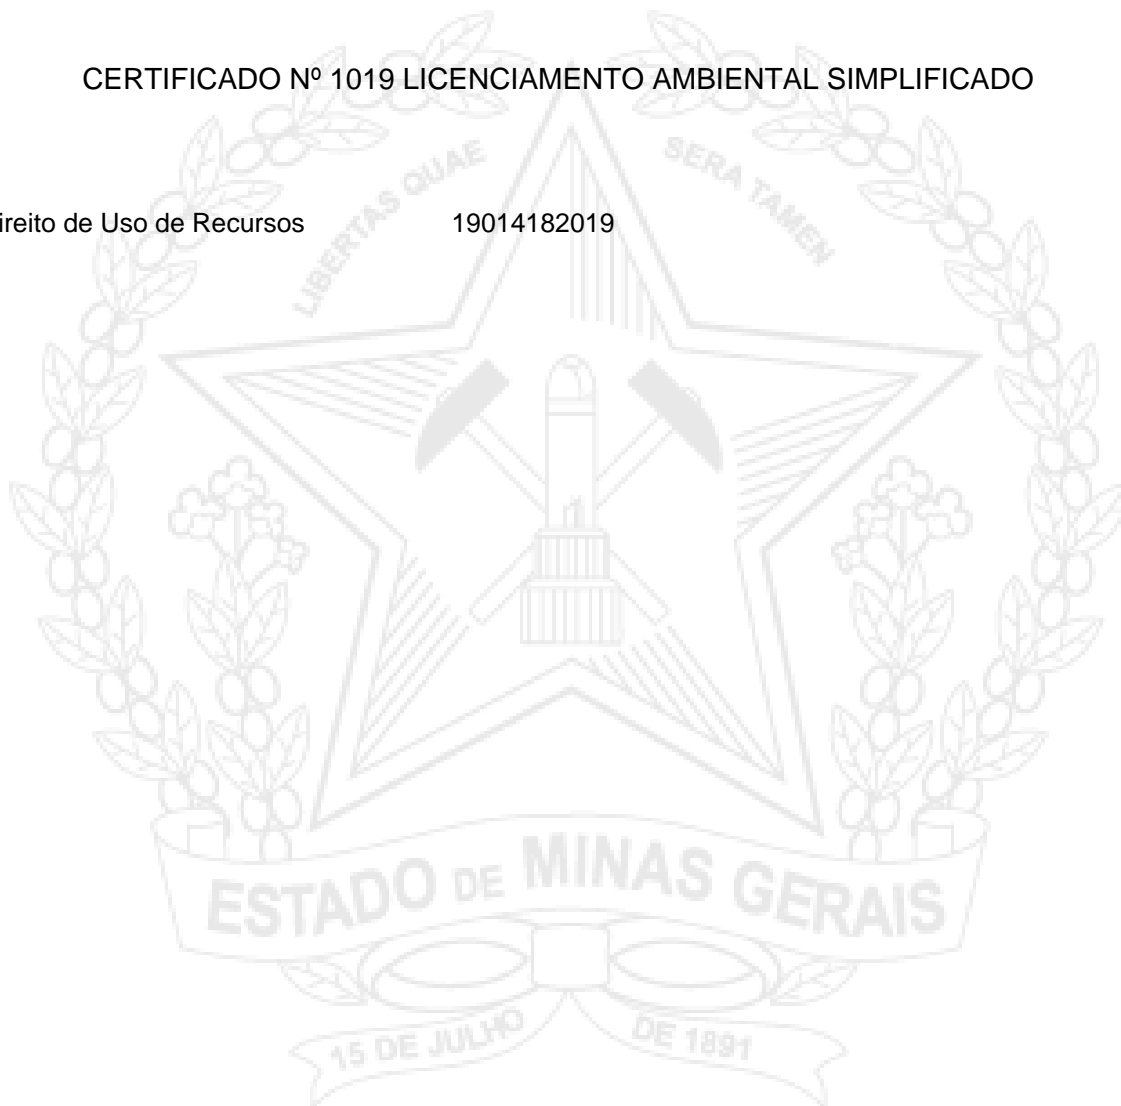 CERTIFICADO Nº 1019 LICENCIAMENTO AMBIENTAL SIMPLIFICADO
LIBERTAS QUAE SERA TAMEN
ireito de Uso de Recursos 19014182019
ESTADO DE MINAS GERAIS
15 DE JULHO DE 1891